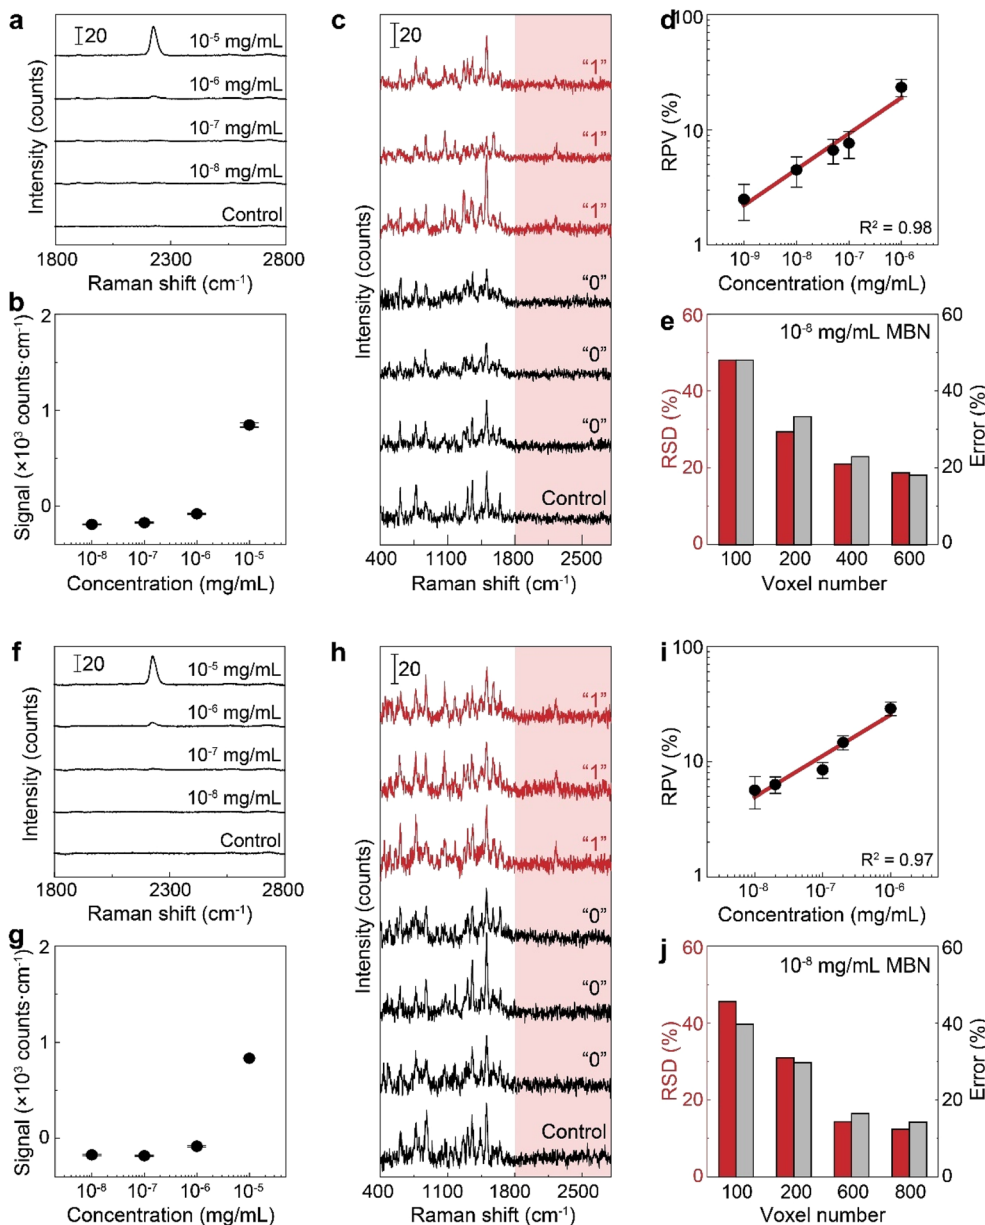 a
20
10⁻⁵ mg/mL
10⁻⁶ mg/mL
10⁻⁷ mg/mL
10⁻⁸ mg/mL
Control
Intensity (counts)
1800 2300 2800
Raman shift (cm⁻¹)
b
2
1
0
Signal (×10³ counts·cm⁻¹)
10⁻⁸ 10⁻⁷ 10⁻⁶ 10⁻⁵
Concentration (mg/mL)
c
20
“1”
“1”
“1”
“0”
“0”
“0”
Control
Intensity (counts)
400 1100 1800 2500
Raman shift (cm⁻¹)
d
100
10
1
RPV (%)
R² = 0.98
10⁻⁹ 10⁻⁸ 10⁻⁷ 10⁻⁶
Concentration (mg/mL)
e
10⁻⁸ mg/mL MBN
60
40
20
0
RSD (%)
60
40
20
0
Error (%)
100 200 400 600
Voxel number
f
20
10⁻⁵ mg/mL
10⁻⁶ mg/mL
10⁻⁷ mg/mL
10⁻⁸ mg/mL
Control
Intensity (counts)
1800 2300 2800
Raman shift (cm⁻¹)
g
2
1
0
Signal (×10³ counts·cm⁻¹)
10⁻⁸ 10⁻⁷ 10⁻⁶ 10⁻⁵
Concentration (mg/mL)
h
20
“1”
“1”
“1”
“0”
“0”
“0”
Control
Intensity (counts)
400 1100 1800 2500
Raman shift (cm⁻¹)
i
100
10
1
RPV (%)
R² = 0.97
10⁻⁸ 10⁻⁷ 10⁻⁶
Concentration (mg/mL)
j
10⁻⁸ mg/mL MBN
60
40
20
0
RSD (%)
60
40
20
0
Error (%)
100 200 600 800
Voxel number